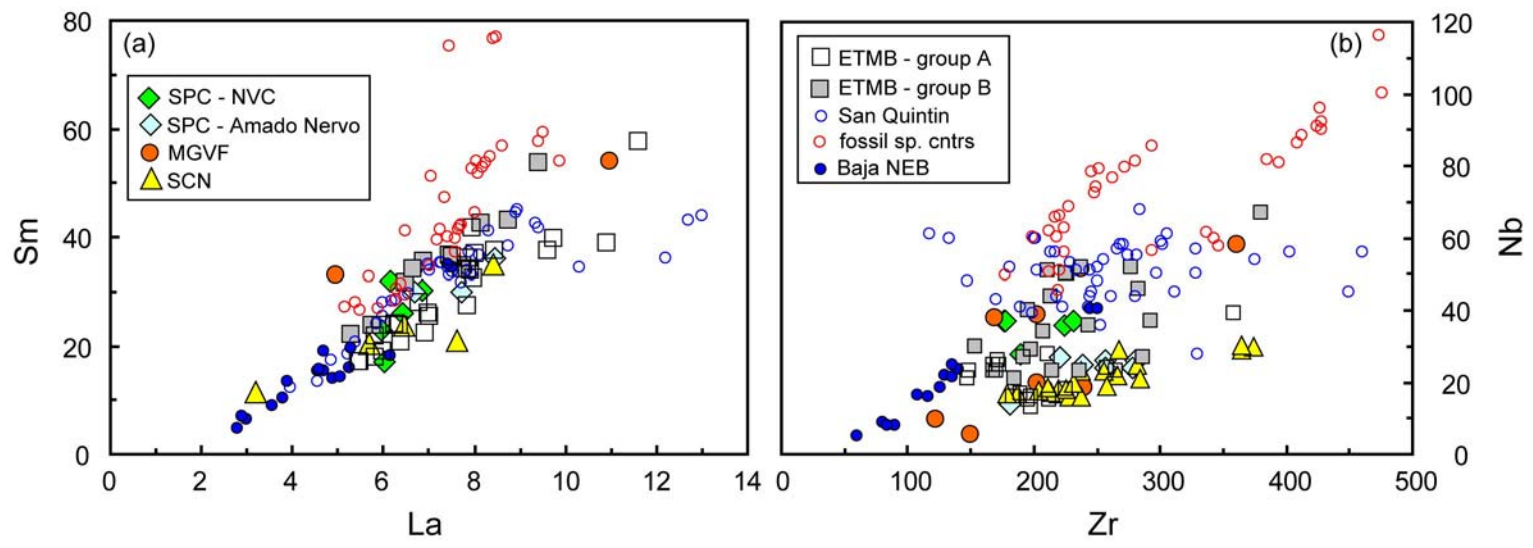 (a)
80
60
40
20
0
Sm
SPC - NVC
SPC - Amado Nervo
MGVF
SCN
0 2 4 6 8 10 12 14
La
(b)
ETMB - group A
ETMB - group B
San Quintin
fossil sp. cntrs
Baja NEB
120
100
80
60
40
20
0
Nb
0 100 200 300 400 500
Zr